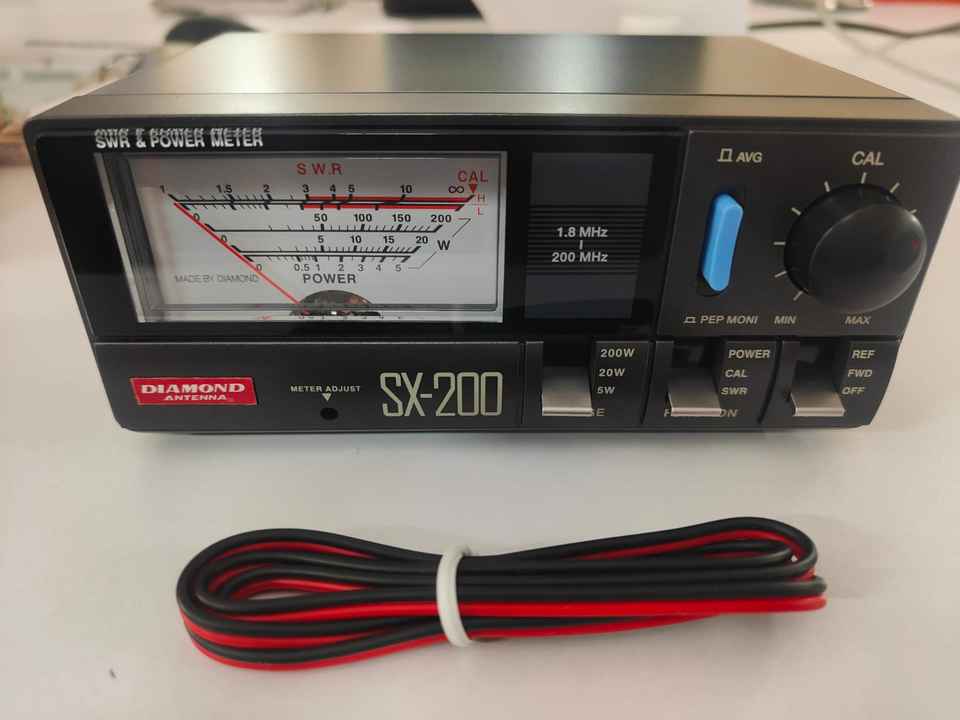 SWR & POWER METER
S.W.R
CAL
1 1.5 2 3 4 5 10 ∞
H
L
0 50 100 150 200
0 5 10 15 20
W
0 0.5 1 2 3 4 5
MADE BY DIAMOND
POWER
1.8 MHz
200 MHz
AVG
CAL
PEP MONI
MIN
MAX
DIAMOND
ANTENNA
METER ADJUST
SX-200
200W
20W
5W
POWER
CAL
SWR
REF
FWD
OFF